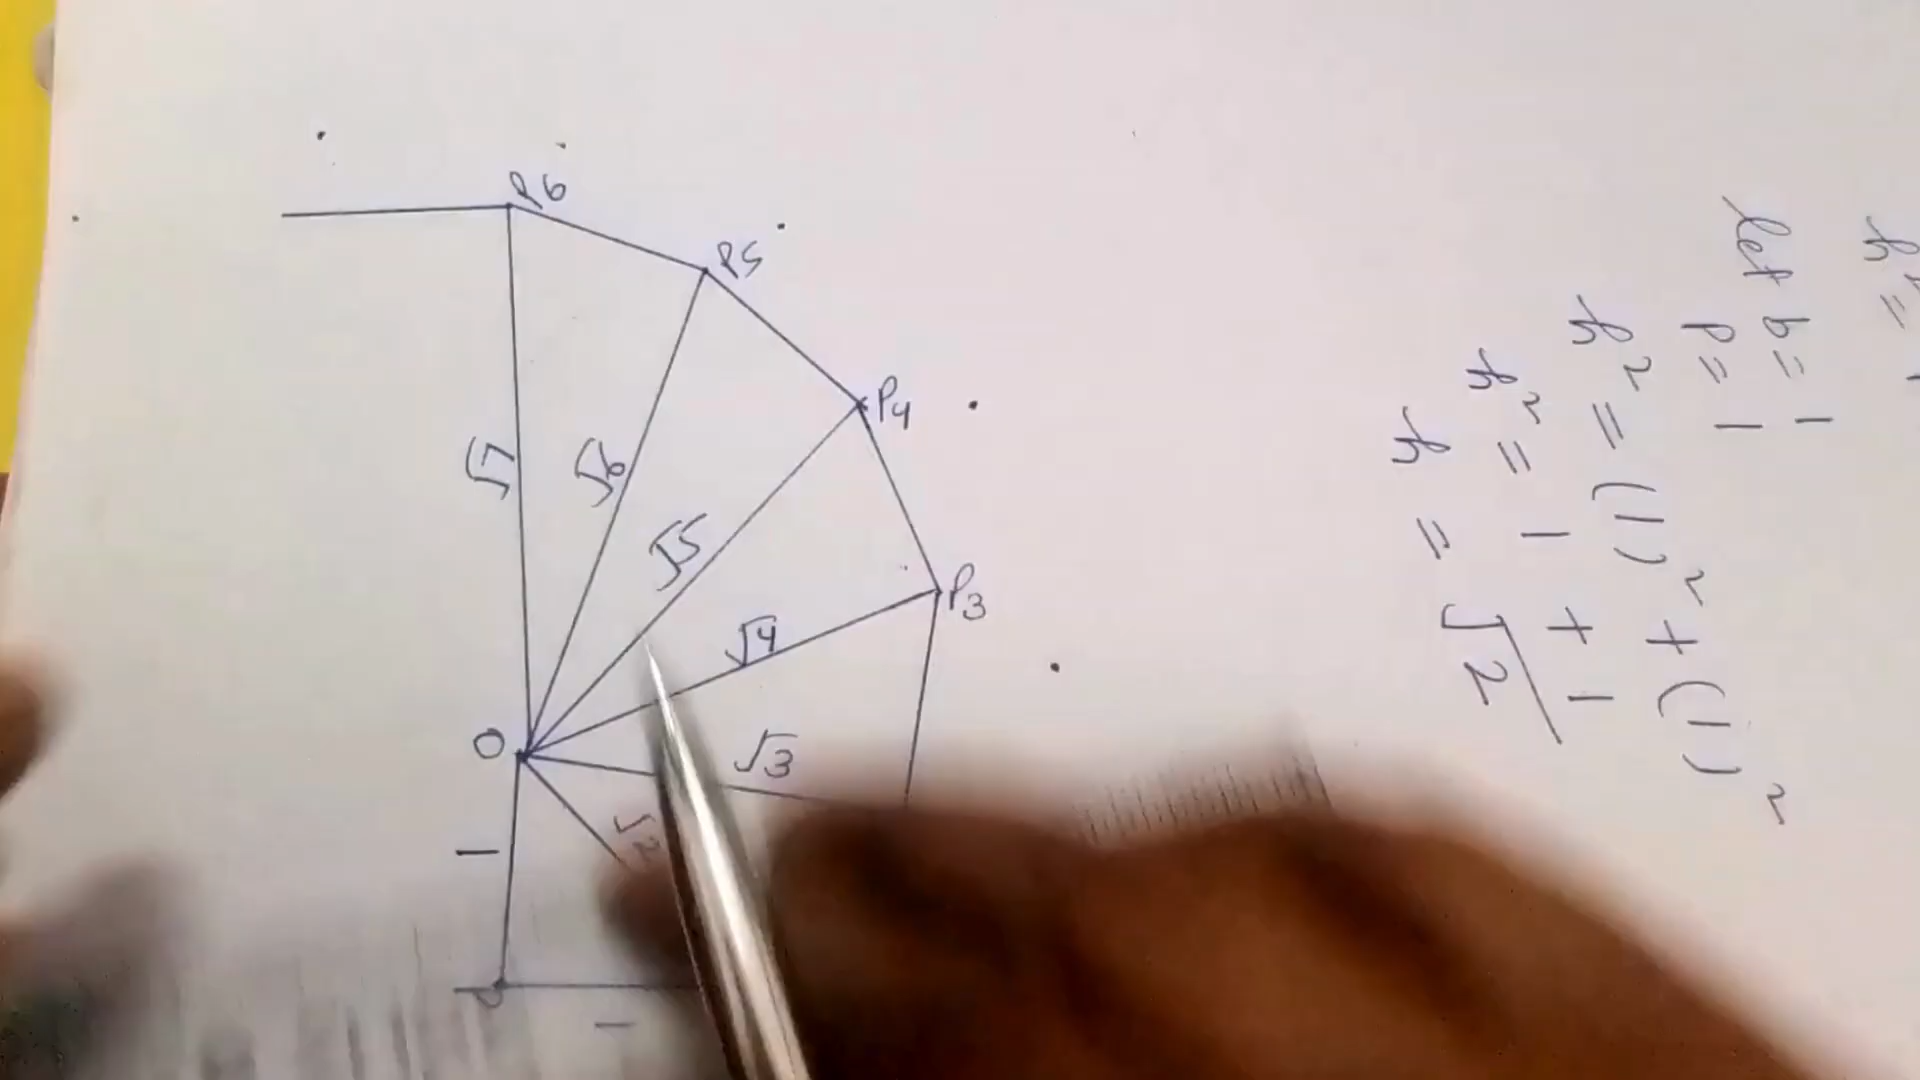 P6
P5
P4
P3
√7
√6
√5
√4
√3
√2
O
1
1
let b = 1
p = 1
h² = (1)² + (1)²
h² = 1 + 1
h = √2